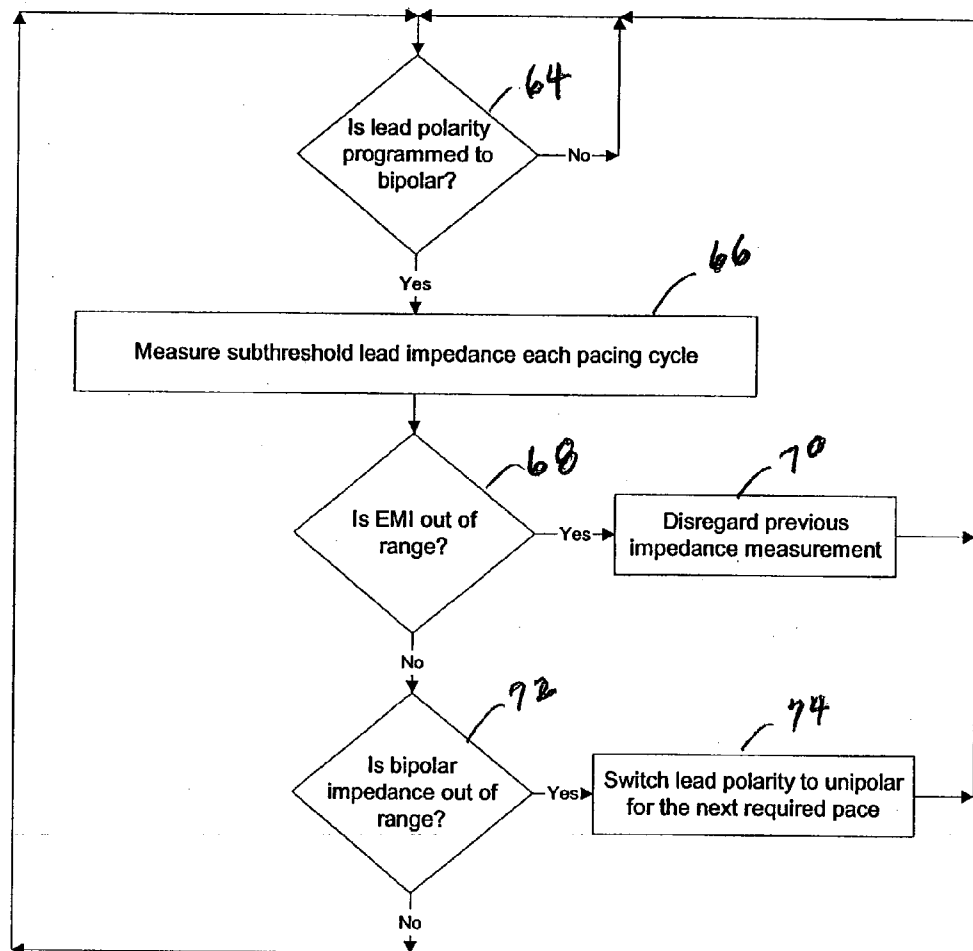 64
Is lead polarity
programmed to
bipolar?
No
Yes
66
Measure subthreshold lead impedance each pacing cycle
68
Is EMI out of
range?
Yes
70
Disregard previous
impedance measurement
No
72
Is bipolar
impedance out of
range?
Yes
74
Switch lead polarity to unipolar
for the next required pace
No